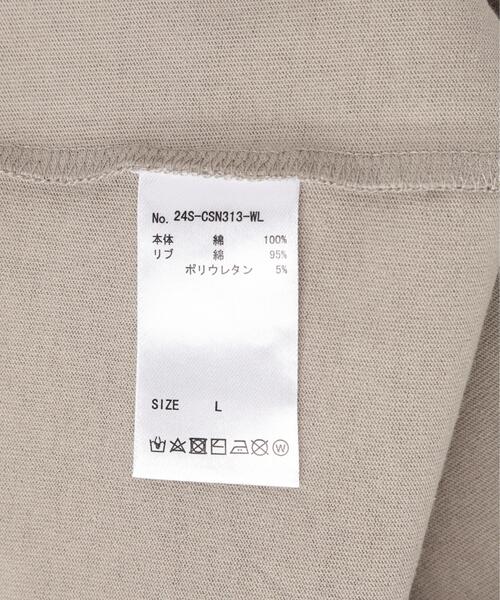 No. 24S-CSN313-WL
本体 綿 100%
リブ 綿 95%
ポリウレタン 5%
SIZE L
W